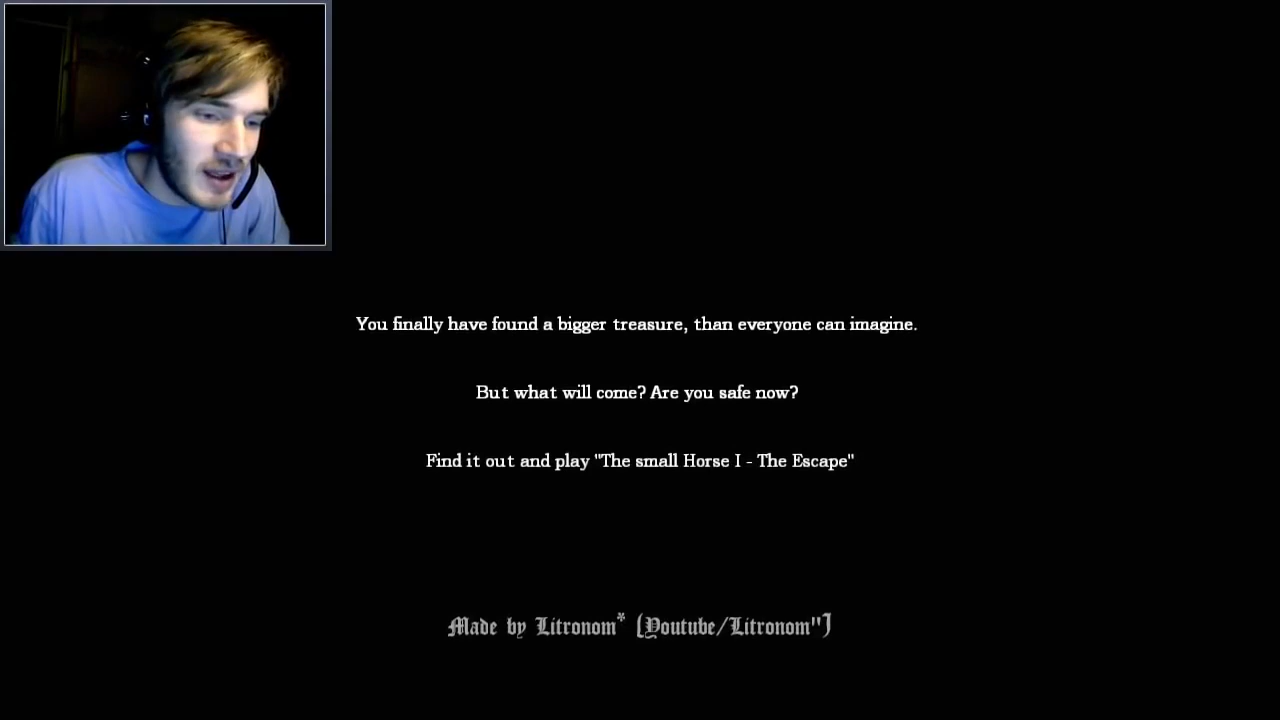 You finally have found a bigger treasure, than everyone can imagine.
But what will come? Are you safe now?
Find it out and play "The small Horse I - The Escape"
Made by Litronom* (Youtube/Litronom")